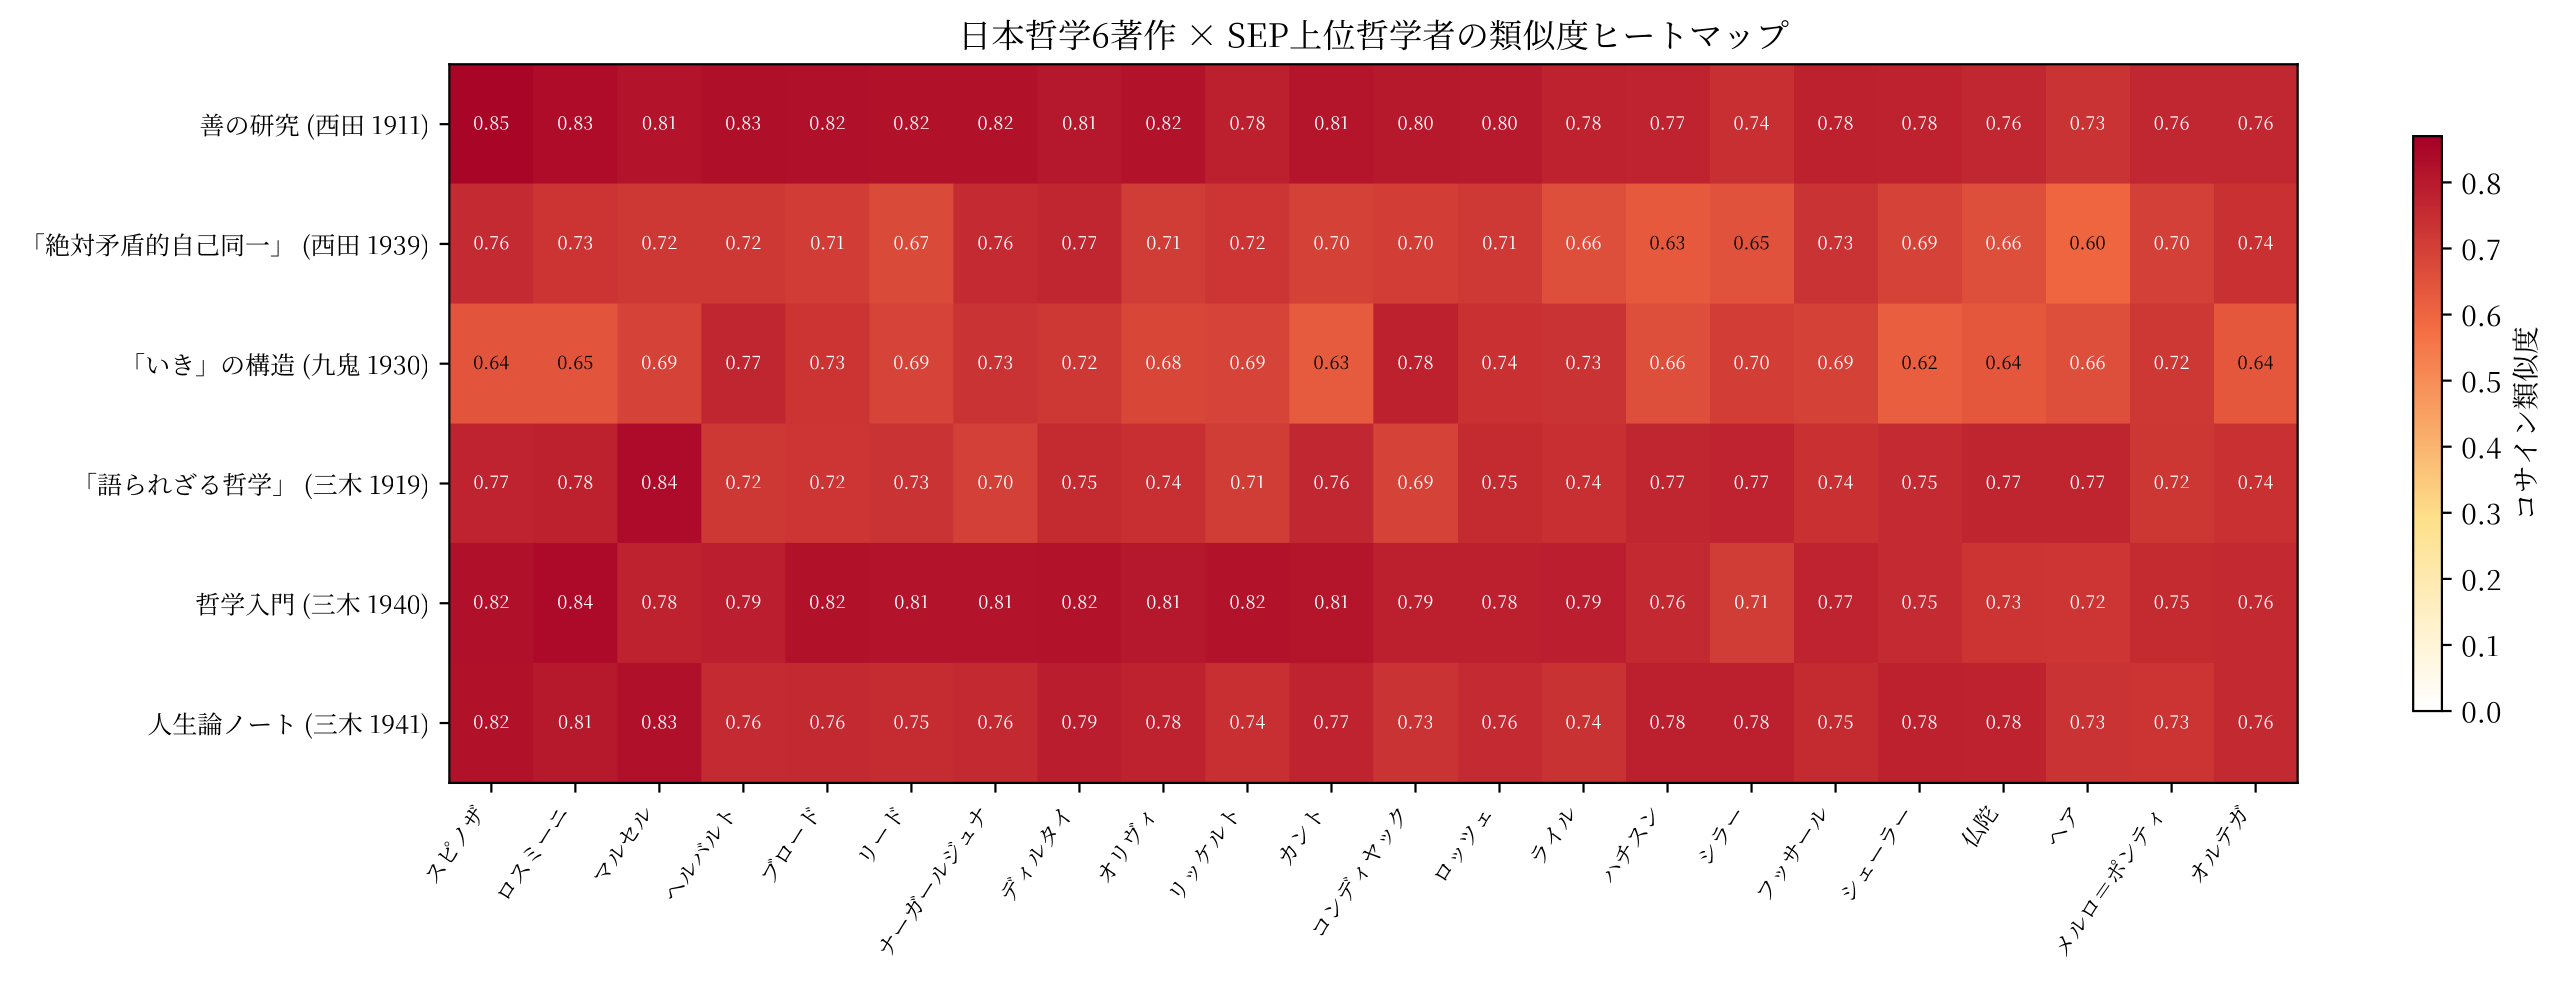 日本哲学6著作 × SEP上位哲学者の類似度ヒートマップ
善の研究 (西田 1911) 0.85 0.83 0.81 0.83 0.82 0.82 0.82 0.81 0.82 0.78 0.81 0.80 0.80 0.78 0.77 0.74 0.78 0.78 0.76 0.73 0.76 0.76
「絶対矛盾的自己同一」 (西田 1939) 0.76 0.73 0.72 0.72 0.71 0.67 0.76 0.77 0.71 0.72 0.70 0.70 0.71 0.66 0.63 0.65 0.73 0.69 0.66 0.60 0.70 0.74
「いき」の構造 (九鬼 1930) 0.64 0.65 0.69 0.77 0.73 0.69 0.73 0.72 0.68 0.69 0.63 0.78 0.74 0.73 0.66 0.70 0.69 0.62 0.64 0.66 0.72 0.64
「語られざる哲学」 (三木 1919) 0.77 0.78 0.84 0.72 0.72 0.73 0.70 0.75 0.74 0.71 0.76 0.69 0.75 0.74 0.77 0.77 0.74 0.75 0.77 0.77 0.72 0.74
哲学入門 (三木 1940) 0.82 0.84 0.78 0.79 0.82 0.81 0.81 0.82 0.81 0.82 0.81 0.79 0.78 0.79 0.76 0.71 0.77 0.75 0.73 0.72 0.75 0.76
人生論ノート (三木 1941) 0.82 0.81 0.83 0.76 0.76 0.75 0.76 0.79 0.78 0.74 0.77 0.73 0.76 0.74 0.78 0.78 0.75 0.78 0.78 0.73 0.73 0.76
スピノザ
ロスミーニ
マルセル
ヘルバルト
ブロード
リード
ナーガールジュナ
ディルタイ
オリヴィ
リッケルト
カント
コンディヤック
ロッツェ
ライル
ハチスン
シラー
フッサール
シェーラー
仏陀
ヘア
メルロ=ポンティ
オルテガ
0.8
0.7
0.6
0.5
0.4
0.3
0.2
0.1
0.0
コサイン類似度